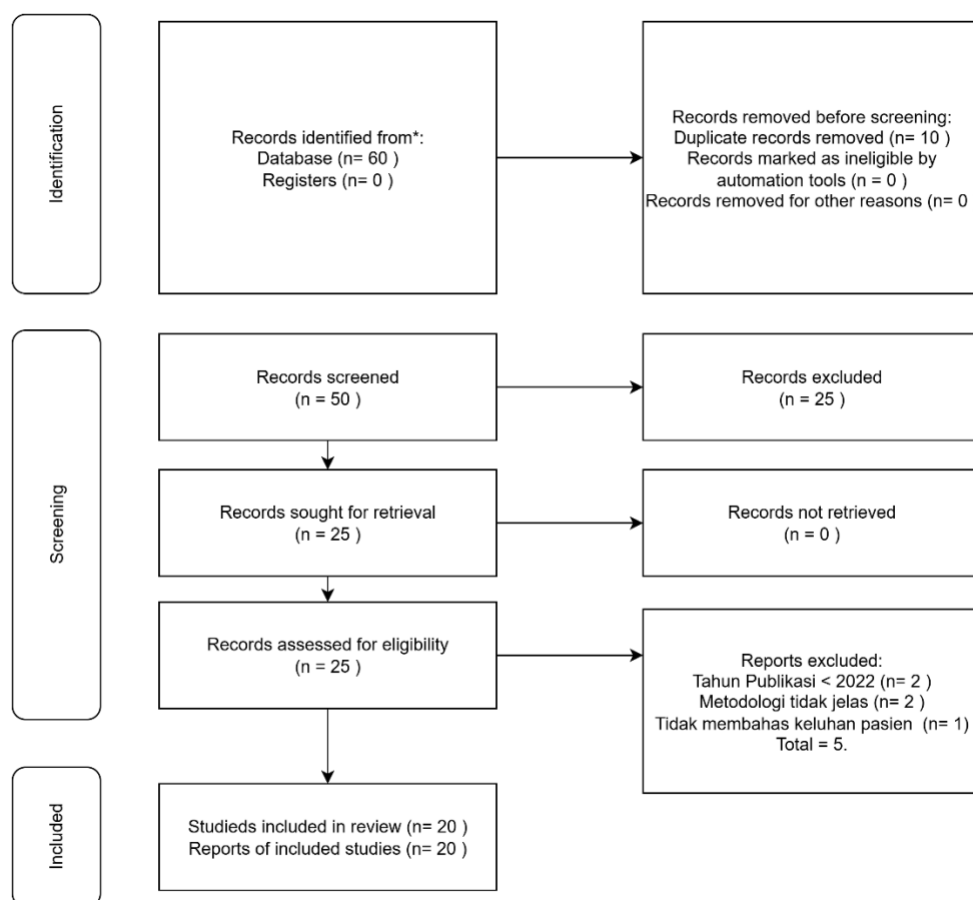 Identification
Records identified from*:
Database (n= 60 )
Registers (n= 0 )
Records removed before screening:
Duplicate records removed (n= 10 )
Records marked as ineligible by
automation tools (n = 0 )
Records removed for other reasons (n= 0
Screening
Records screened
(n = 50 )
Records excluded
(n = 25 )
Records sought for retrieval
(n = 25 )
Records not retrieved
(n = 0 )
Records assessed for eligibility
(n = 25 )
Reports excluded:
Tahun Publikasi < 2022 (n= 2 )
Metodologi tidak jelas (n= 2 )
Tidak membahas keluhan pasien (n= 1)
Total = 5.
Included
Studieds included in review (n= 20 )
Reports of included studies (n= 20 )